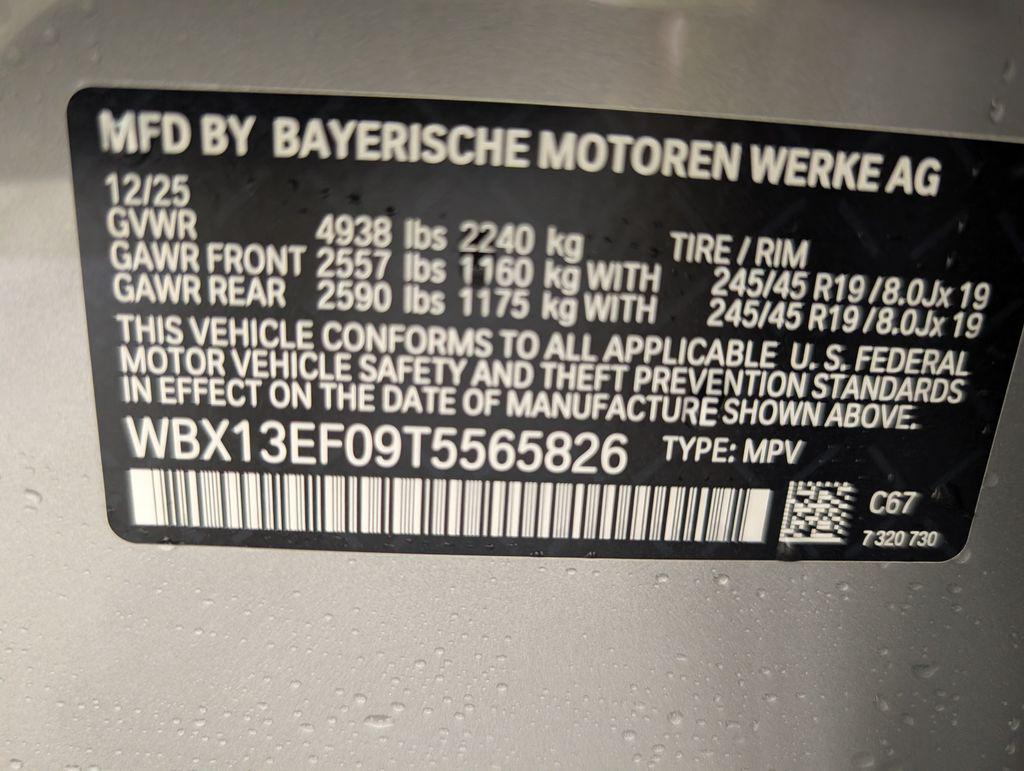 MFD BY BAYERISCHE MOTOREN WERKE AG
12/25
GVWR 4938 lbs 2240 kg TIRE / RIM
GAWR FRONT 2557 lbs 1160 kg WITH 245/45 R19 /8.0Jx 19
GAWR REAR 2590 lbs 1175 kg WITH 245/45 R19 /8.0Jx 19
THIS VEHICLE CONFORMS TO ALL APPLICABLE U. S. FEDERAL
MOTOR VEHICLE SAFETY AND THEFT PREVENTION STANDARDS
IN EFFECT ON THE DATE OF MANUFACTURE SHOWN ABOVE.
WBX13EF09T5565826 TYPE: MPV
C67
7 320 730